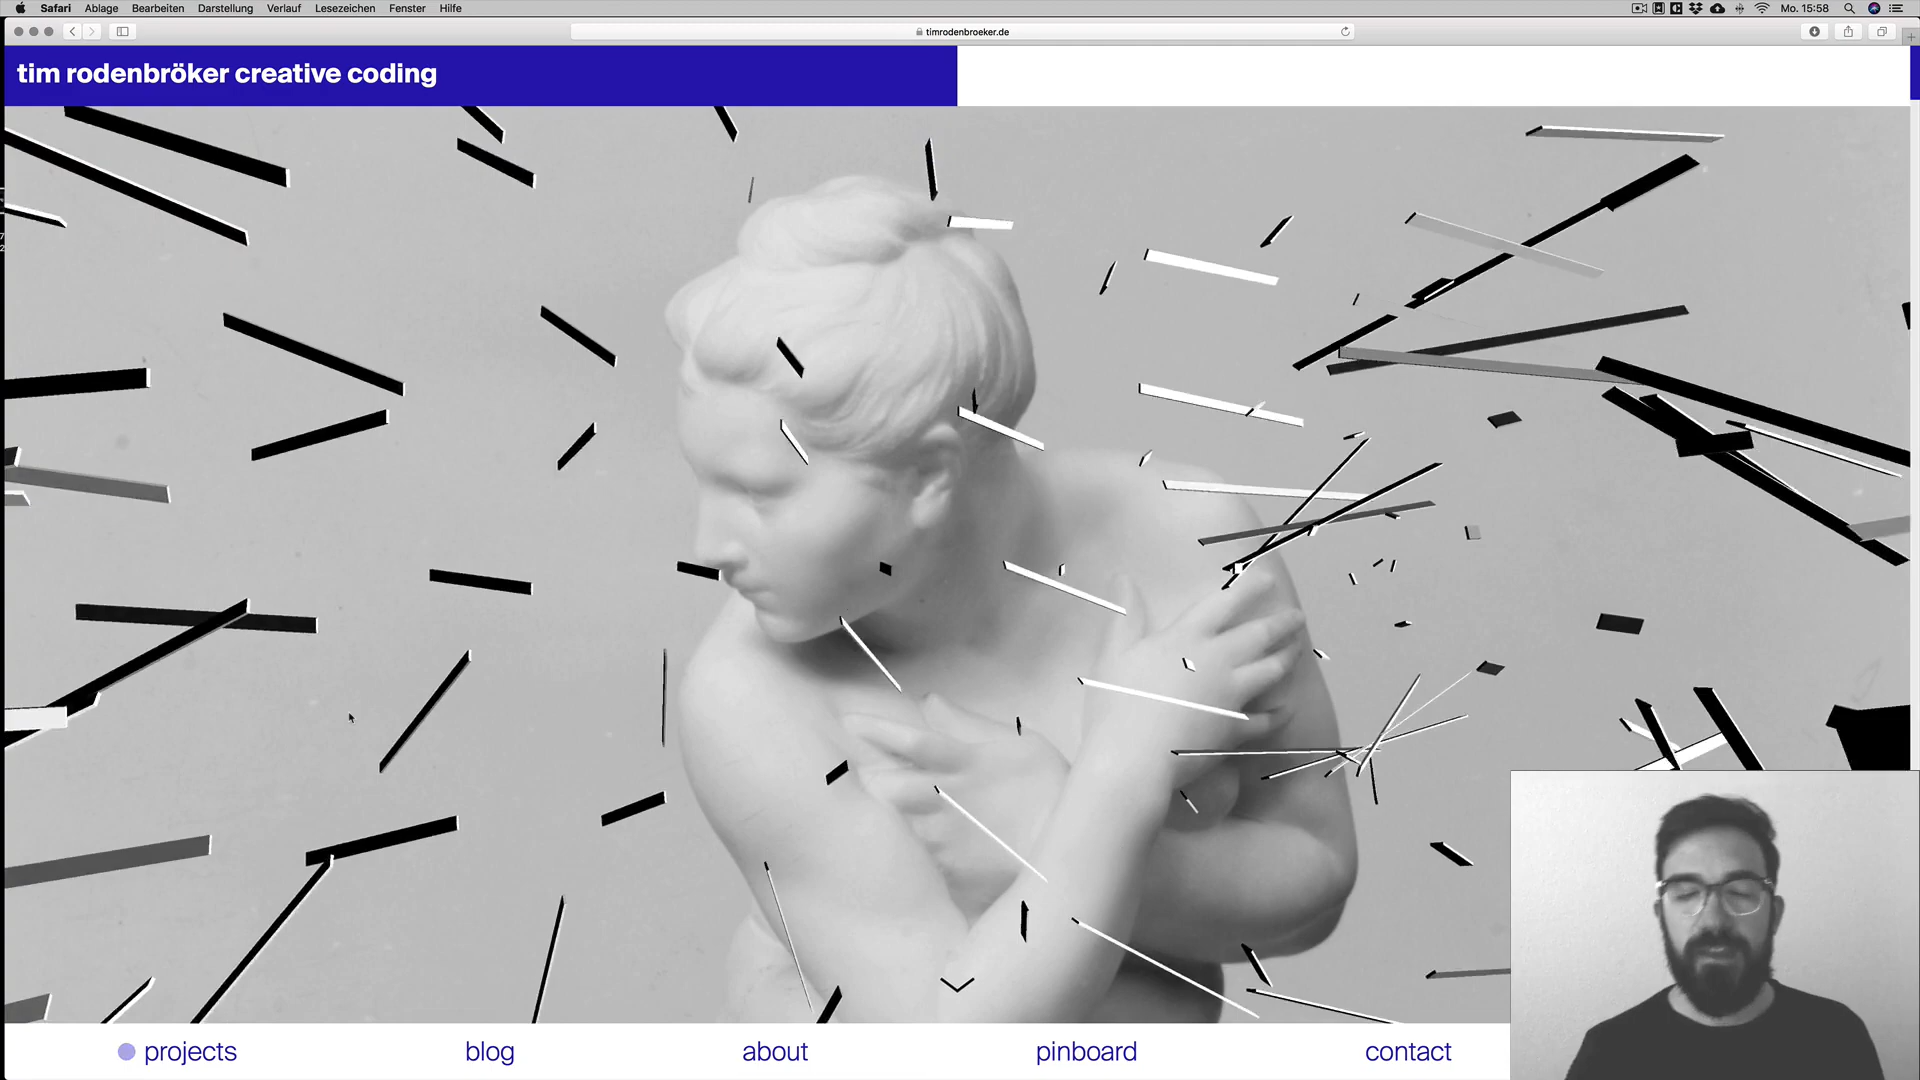 Safari Ablage Bearbeiten Darstellung Verlauf Lesezeichen Fenster Hilfe Mo. 15:58
timrodenbroeker.de
tim rodenbröker creative coding
projects blog about pinboard contact